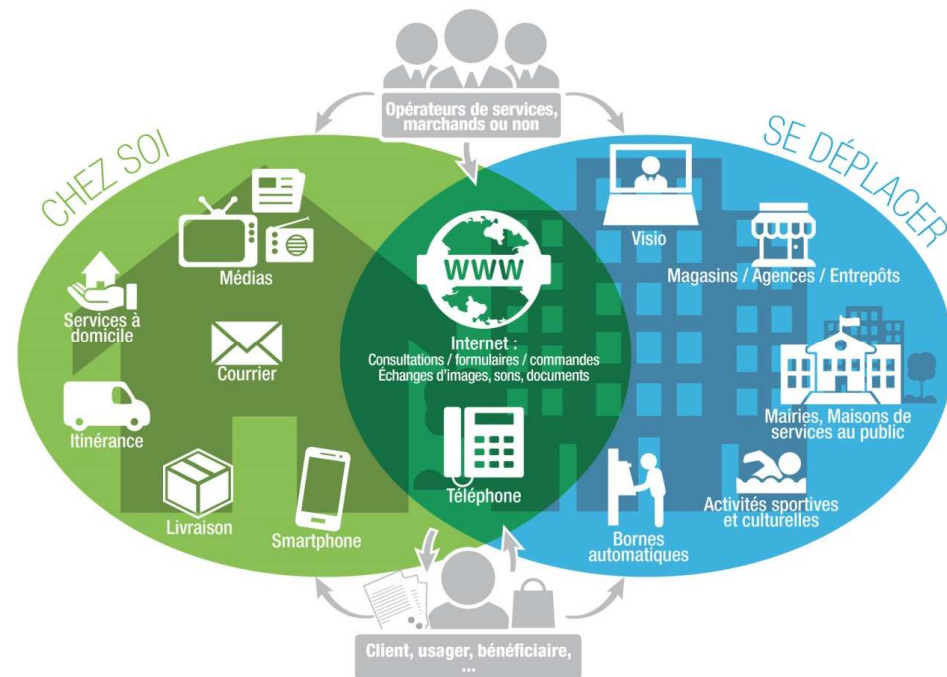 Opérateurs de services,
marchands ou non
CHEZ SOI
SE DÉPLACER
Médias
Services à
domicile
Courrier
Itinérance
Livraison
Smartphone
WWW
Internet :
Consultations / formulaires / commandes
Échanges d'images, sons, documents
Téléphone
Visio
Magasins / Agences / Entrepôts
Mairies, Maisons de
services au public
Activités sportives
et culturelles
Bornes
automatiques
Client, usager, bénéficiaire,
...